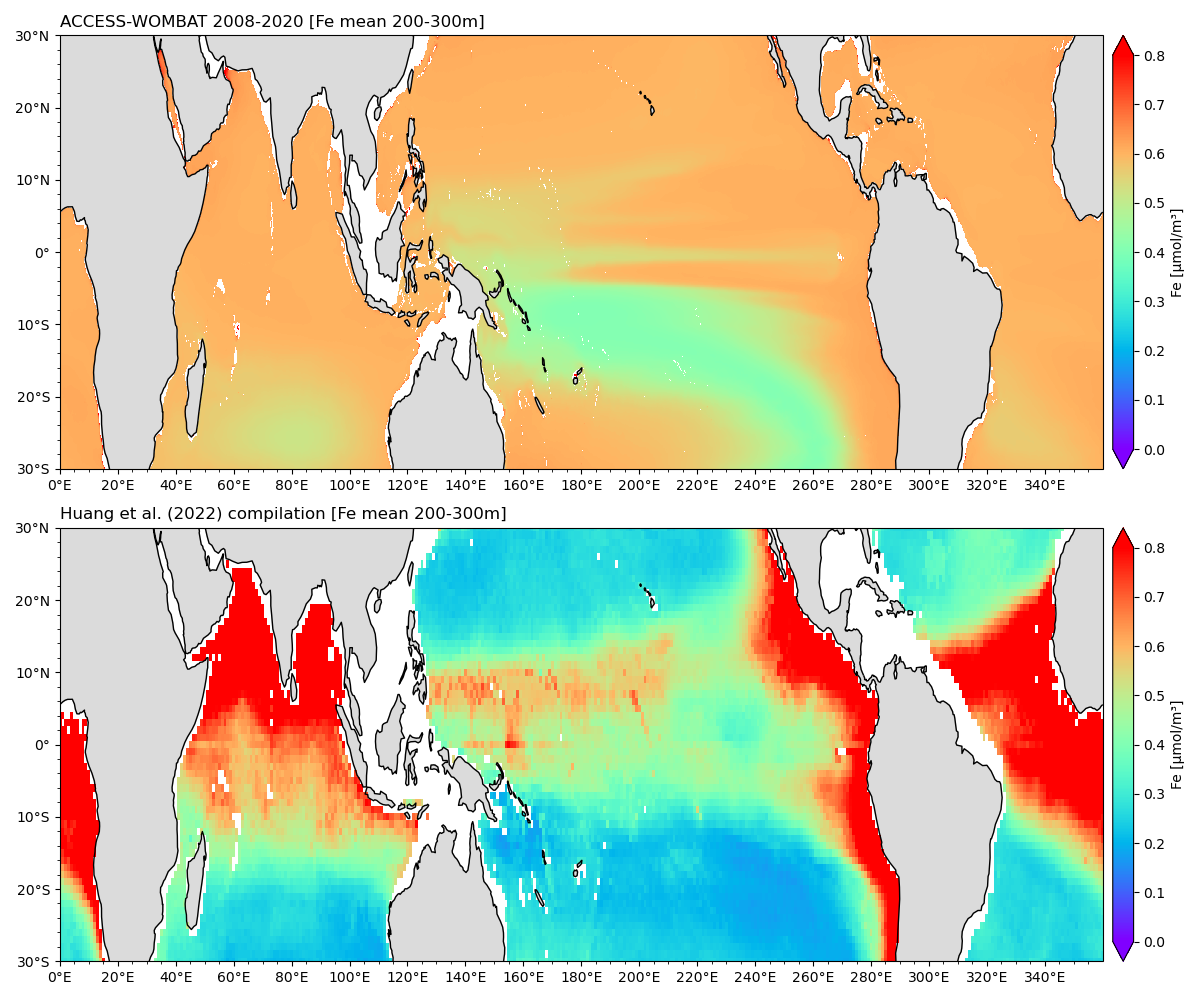 ACCESS-WOMBAT 2008-2020 [Fe mean 200-300m]
30°N
20°N
10°N
0°
10°S
20°S
30°S
0°E 20°E 40°E 60°E 80°E 100°E 120°E 140°E 160°E 180°E 200°E 220°E 240°E 260°E 280°E 300°E 320°E 340°E
0.8
0.7
0.6
0.5
0.4
0.3
0.2
0.1
0.0
Fe [µmol/m³]
Huang et al. (2022) compilation [Fe mean 200-300m]
30°N
20°N
10°N
0°
10°S
20°S
30°S
0°E 20°E 40°E 60°E 80°E 100°E 120°E 140°E 160°E 180°E 200°E 220°E 240°E 260°E 280°E 300°E 320°E 340°E
0.8
0.7
0.6
0.5
0.4
0.3
0.2
0.1
0.0
Fe [µmol/m³]